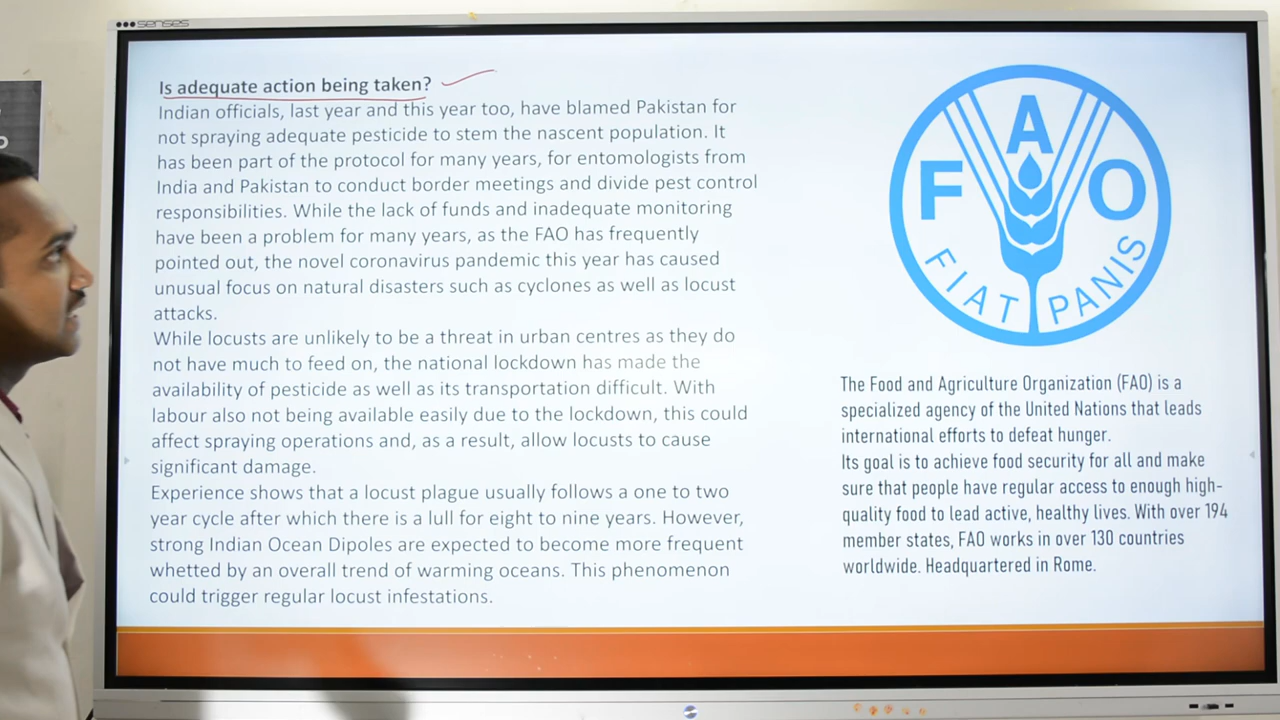 senses
Is adequate action being taken?
Indian officials, last year and this year too, have blamed Pakistan for
not spraying adequate pesticide to stem the nascent population. It
has been part of the protocol for many years, for entomologists from
India and Pakistan to conduct border meetings and divide pest control
responsibilities. While the lack of funds and inadequate monitoring
have been a problem for many years, as the FAO has frequently
pointed out, the novel coronavirus pandemic this year has caused
unusual focus on natural disasters such as cyclones as well as locust
attacks.
While locusts are unlikely to be a threat in urban centres as they do
not have much to feed on, the national lockdown has made the
availability of pesticide as well as its transportation difficult. With
labour also not being available easily due to the lockdown, this could
affect spraying operations and, as a result, allow locusts to cause
significant damage.
Experience shows that a locust plague usually follows a one to two
year cycle after which there is a lull for eight to nine years. However,
strong Indian Ocean Dipoles are expected to become more frequent
whetted by an overall trend of warming oceans. This phenomenon
could trigger regular locust infestations.
F A O
FIAT PANIS
The Food and Agriculture Organization (FAO) is a
specialized agency of the United Nations that leads
international efforts to defeat hunger.
Its goal is to achieve food security for all and make
sure that people have regular access to enough high-
quality food to lead active, healthy lives. With over 194
member states, FAO works in over 130 countries
worldwide. Headquartered in Rome.